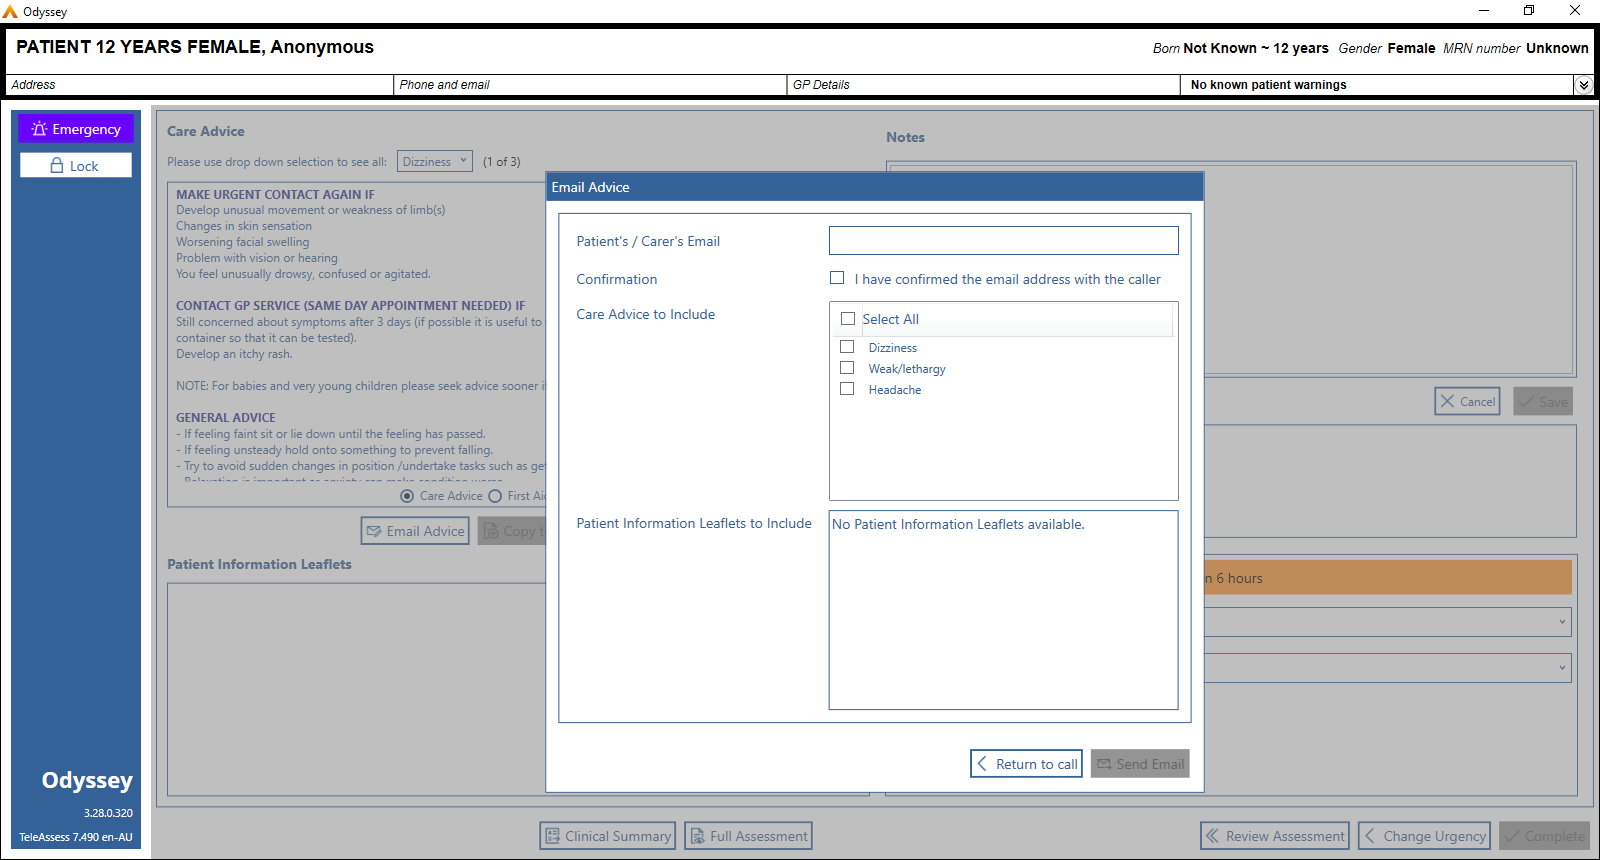 Odyssey
PATIENT 12 YEARS FEMALE, Anonymous
Born Not Known ~ 12 years Gender Female MRN number Unknown
Address
Phone and email
GP Details
No known patient warnings
Emergency
Lock
Odyssey
3.28.0.320
TeleAssess 7.490 en-AU
Care Advice
Please use drop down selection to see all: Dizziness (1 of 3)
MAKE URGENT CONTACT AGAIN IF
Develop unusual movement or weakness of limb(s)
Changes in skin sensation
Worsening facial swelling
Problem with vision or hearing
You feel unusually drowsy, confused or agitated.
CONTACT GP SERVICE (SAME DAY APPOINTMENT NEEDED) IF
Still concerned about symptoms after 3 days (if possible it is useful to
container so that it can be tested).
Develop an itchy rash.
NOTE: For babies and very young children please seek advice sooner
GENERAL ADVICE
- If feeling faint sit or lie down until the feeling has passed.
- If feeling unsteady hold onto something to prevent falling.
- Try to avoid sudden changes in position /undertake tasks such as
- Relaxation is important as anxiety can make condition worse
Care Advice First
Email Advice
Copy
Patient Information Leaflets
Notes
Cancel
Save
6 hours
Email Advice
Patient's / Carer's Email
Confirmation
I have confirmed the email address with the caller
Care Advice to Include
Select All
Dizziness
Weak/lethargy
Headache
Patient Information Leaflets to Include
No Patient Information Leaflets available.
Return to call
Send Email
Clinical Summary
Full Assessment
Review Assessment
Change Urgency
Complete